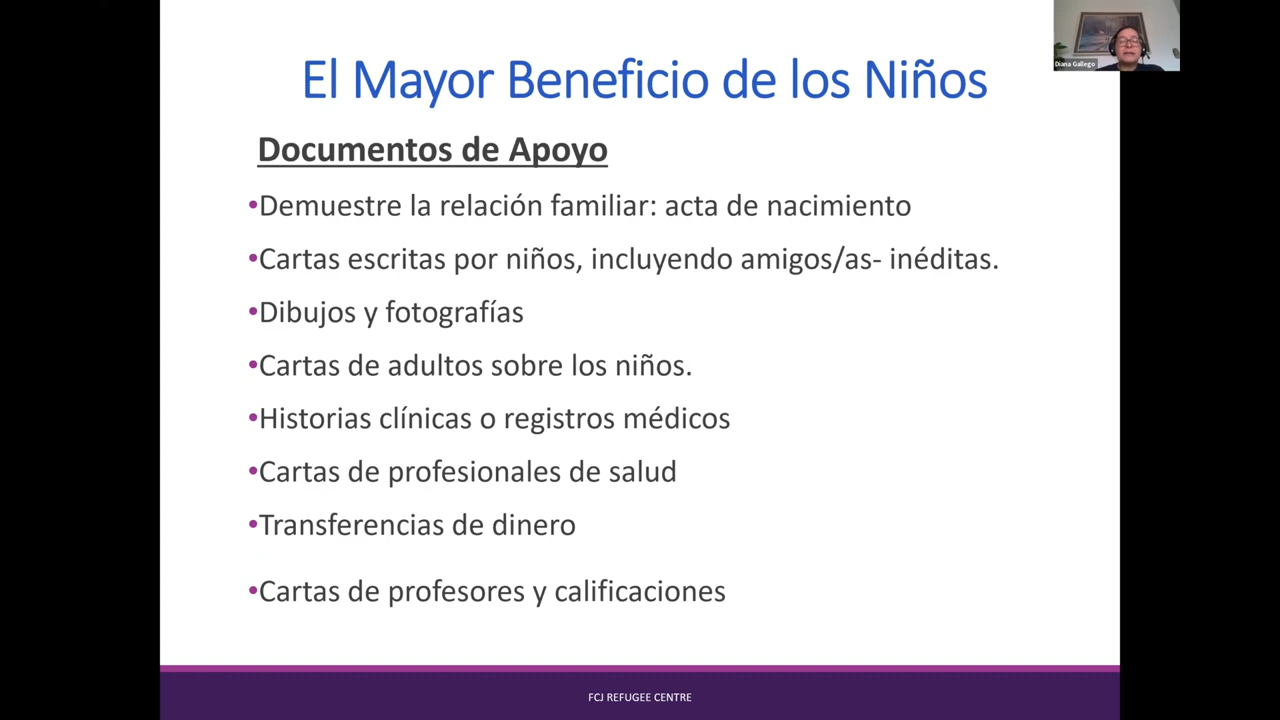 Diana Gallego
El Mayor Beneficio de los Niños
Documentos de Apoyo
•Demuestre la relación familiar: acta de nacimiento
•Cartas escritas por niños, incluyendo amigos/as- inéditas.
•Dibujos y fotografías
•Cartas de adultos sobre los niños.
•Historias clínicas o registros médicos
•Cartas de profesionales de salud
•Transferencias de dinero
•Cartas de profesores y calificaciones
FCJ REFUGEE CENTRE